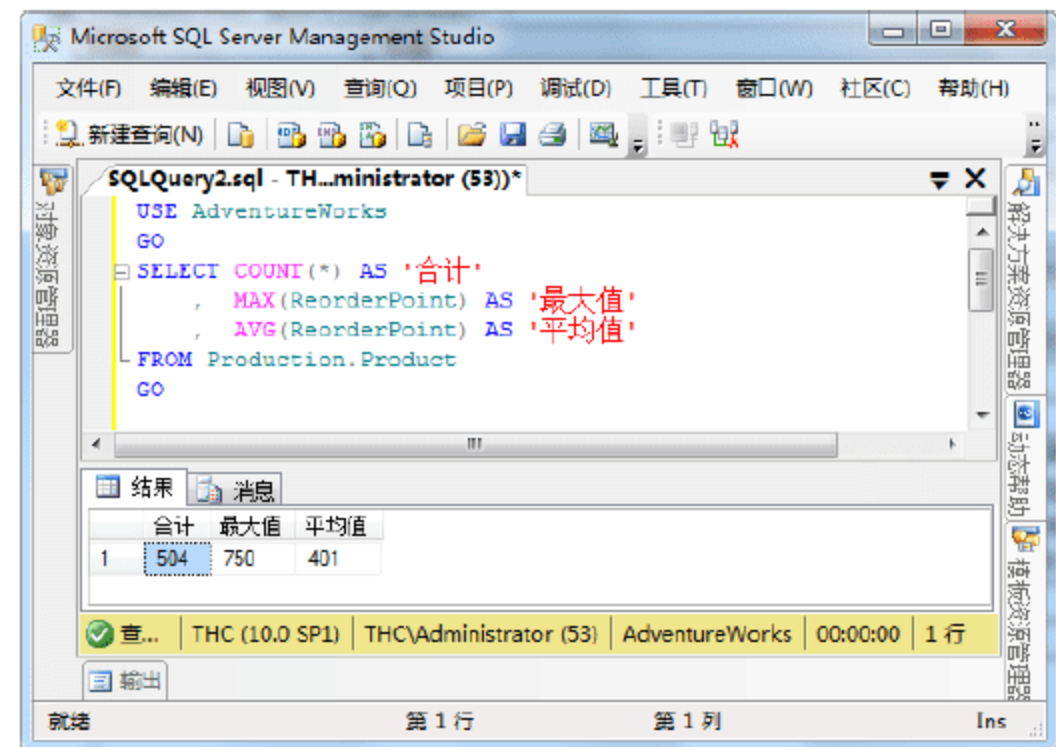 Microsoft SQL Server Management Studio
文件(F) 编辑(E) 视图(V) 查询(Q) 项目(P) 调试(D) 工具(T) 窗口(W) 社区(C) 帮助(H)
新建查询(N)
SQLQuery2.sql - TH...ministrator (53))*
对象资源管理器
USE AdventureWorks
GO
SELECT COUNT(*) AS '合计'
, MAX(ReorderPoint) AS '最大值'
, AVG(ReorderPoint) AS '平均值'
FROM Production.Product
GO
解决方案资源管理器
动态帮助
模板资源管理器
结果 消息
合计 最大值 平均值
1 504 750 401
查... THC (10.0 SP1) THC\Administrator (53) AdventureWorks 00:00:00 1 行
输出
就绪 第 1 行 第 1 列 Ins